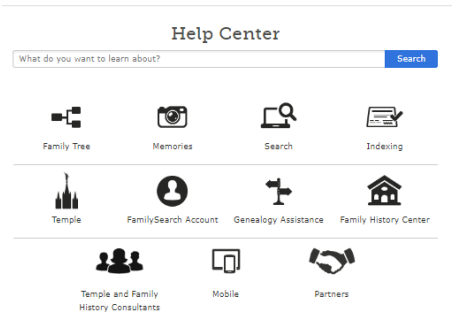 Help Center
What do you want to learn about? Search
Family Tree Memories Search Indexing
Temple FamilySearch Account Genealogy Assistance Family History Center
Temple and Family Mobile Partners
History Consultants